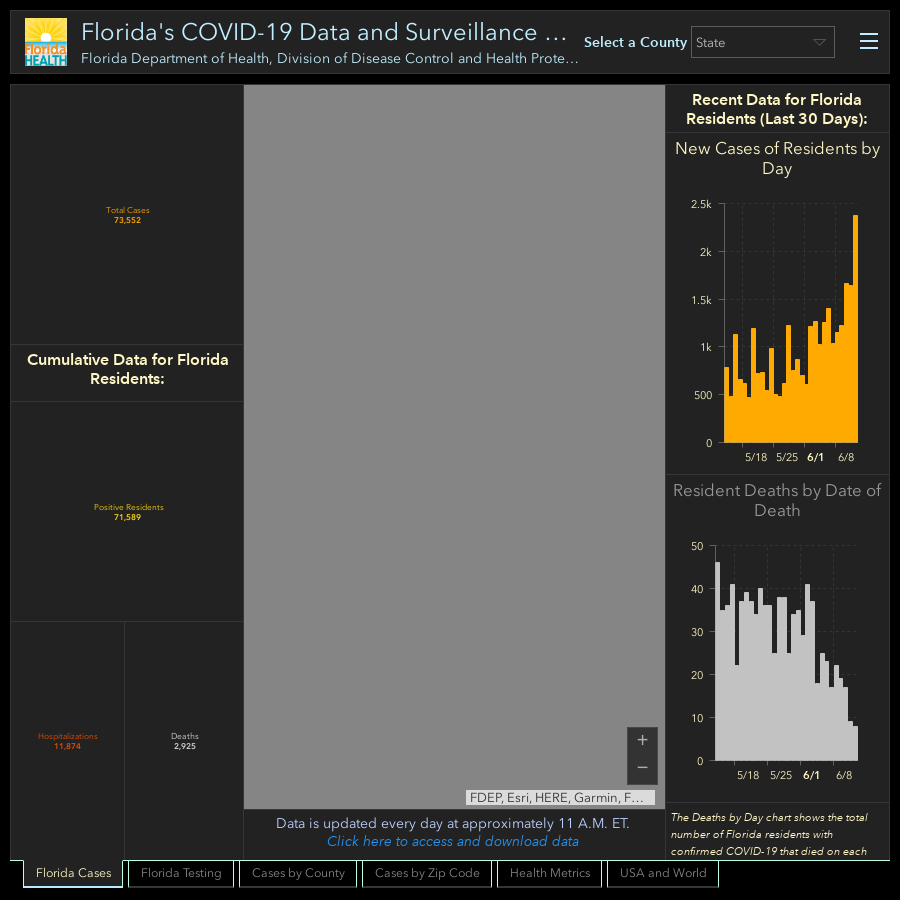 Florida
HEALTH
Florida's COVID-19 Data and Surveillance ...
Florida Department of Health, Division of Disease Control and Health Prote...
Select a County
State
Total Cases
73,552
Cumulative Data for Florida
Residents:
Positive Residents
71,589
Hospitalizations
11,874
Deaths
2,925
+
−
FDEP, Esri, HERE, Garmin, F...
Data is updated every day at approximately 11 A.M. ET.
Click here to access and download data
Recent Data for Florida
Residents (Last 30 Days):
New Cases of Residents by
Day
2.5k
2k
1.5k
1k
500
0
5/18 5/25 6/1 6/8
Resident Deaths by Date of
Death
50
40
30
20
10
0
5/18 5/25 6/1 6/8
The Deaths by Day chart shows the total
number of Florida residents with
confirmed COVID-19 that died on each
Florida Cases
Florida Testing
Cases by County
Cases by Zip Code
Health Metrics
USA and World